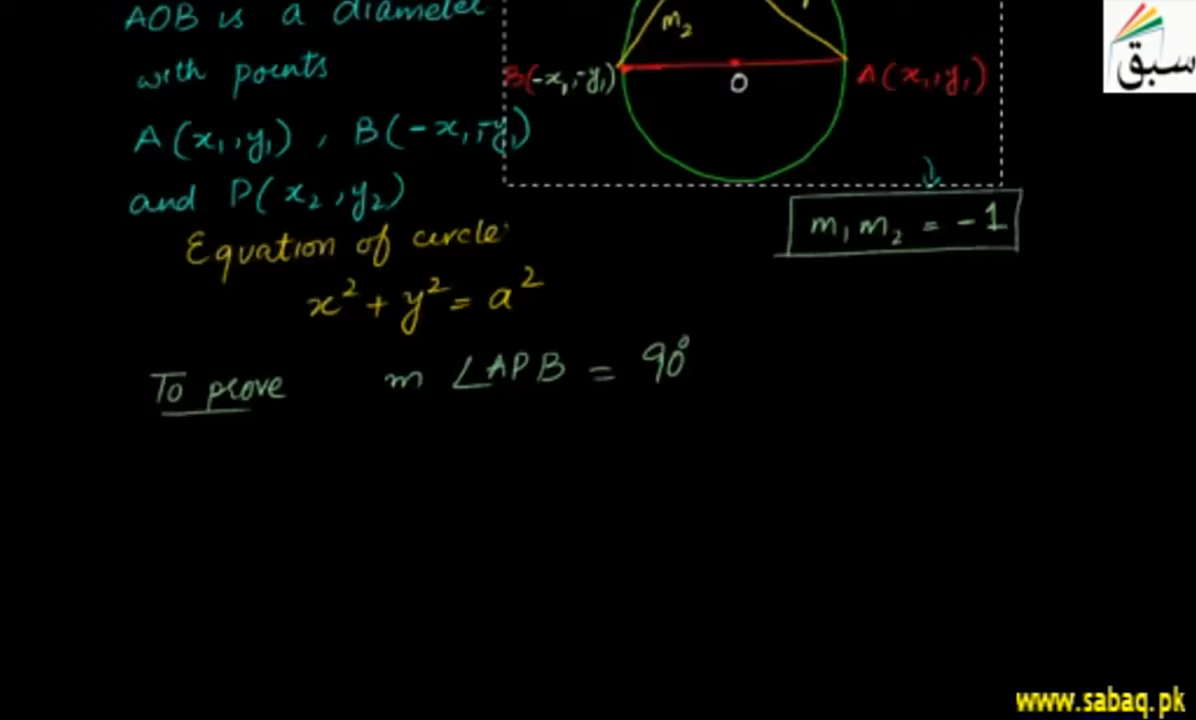 AOB is a diameter
with points
A(x₁,y₁), B(-x₁,-y₁)
and P(x₂,y₂)
Equation of circle:
x² + y² = a²
To prove m∠APB = 90°
m₂
B(-x₁,-y₁)
O
A(x₁,y₁)
m₁m₂ = -1
سبق
www.sabaq.pk